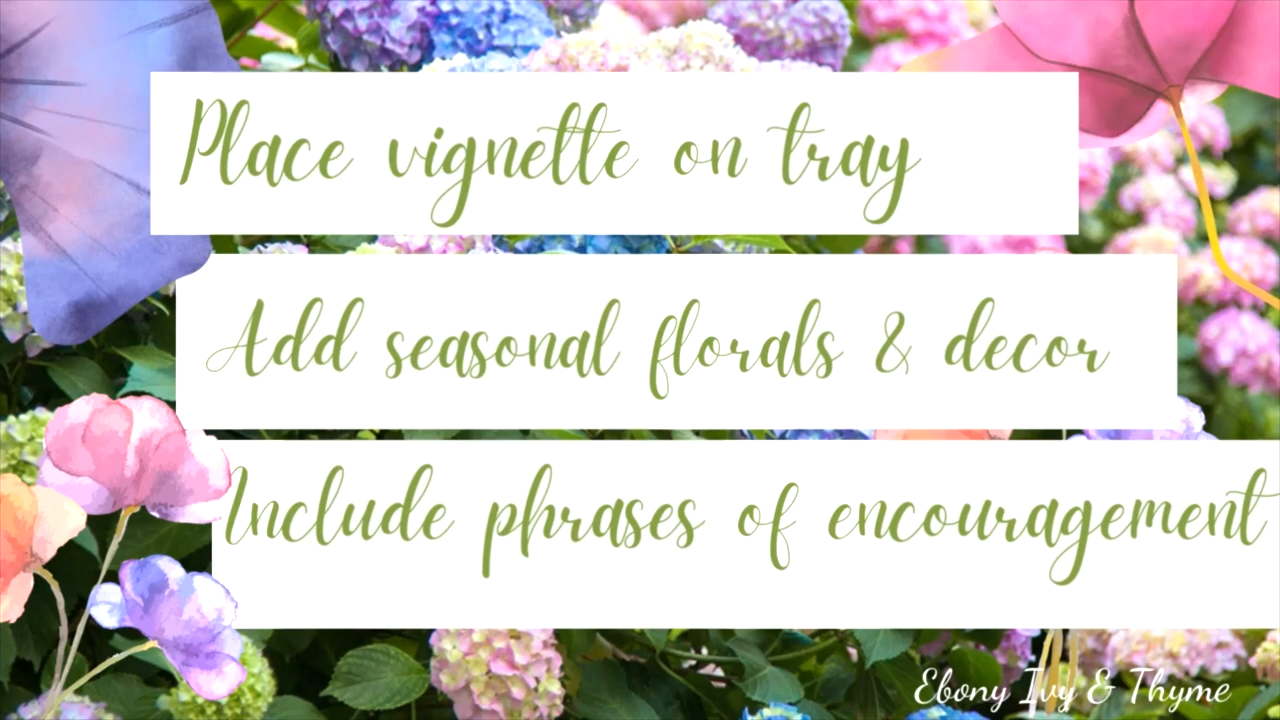 Place vignette on tray
Add seasonal florals & decor
Include phrases of encouragement
Ebony Ivy & Thyme